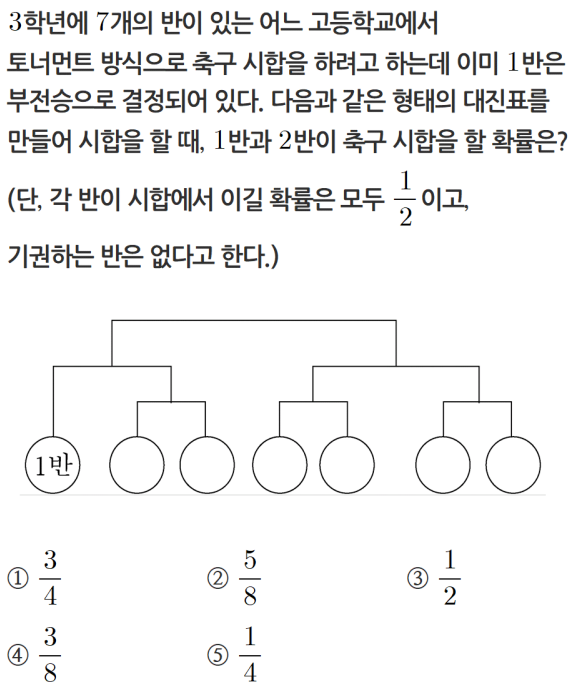 3학년에 7개의 반이 있는 어느 고등학교에서
토너먼트 방식으로 축구 시합을 하려고 하는데 이미 1반은
부전승으로 결정되어 있다. 다음과 같은 형태의 대진표를
만들어 시합을 할 때, 1반과 2반이 축구 시합을 할 확률은?
(단, 각 반이 시합에서 이길 확률은 모두 1/2 이고,
기권하는 반은 없다고 한다.)
1반
① 3/4 ② 5/8 ③ 1/2
④ 3/8 ⑤ 1/4